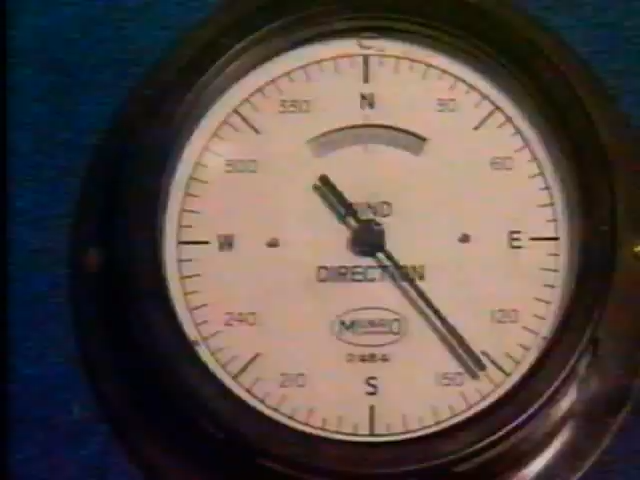 N
330 30
300 60
WIND
W E
DIRECTION
240 120
MUNRO
210 S 150